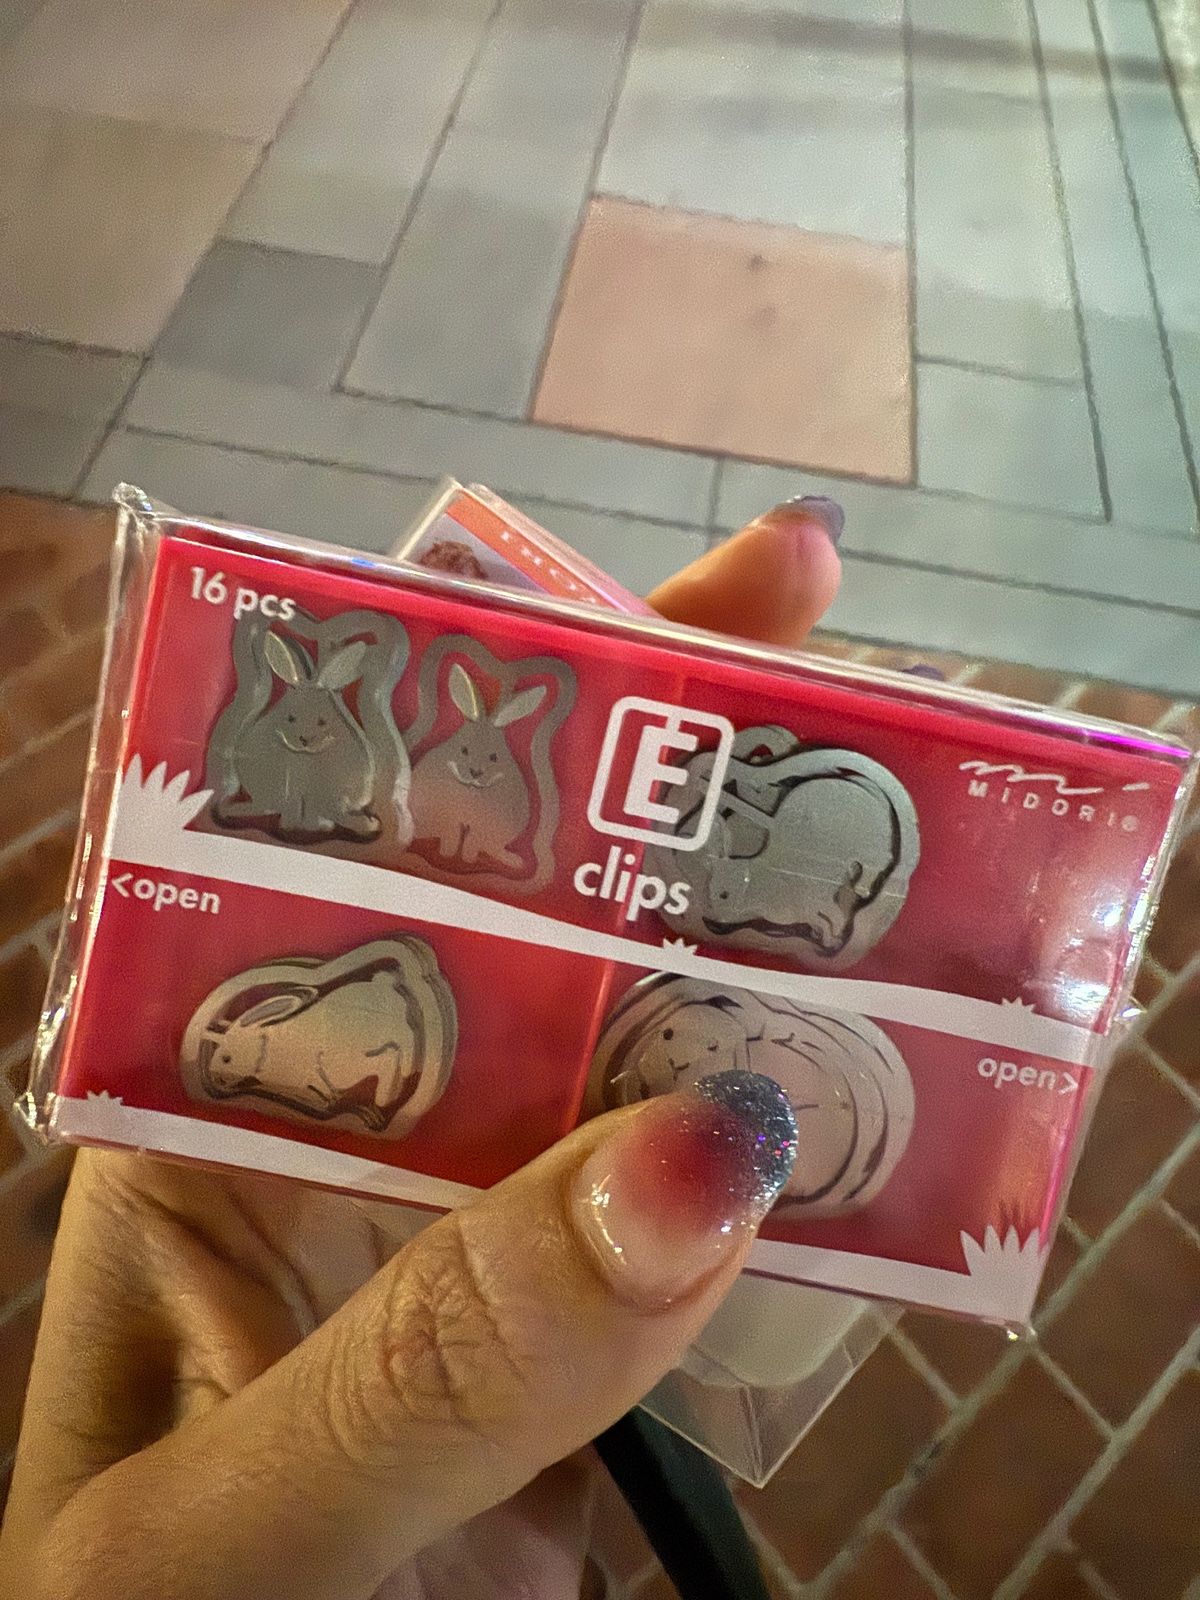 16 pcs
E
clips
MIDORI
<open
open>